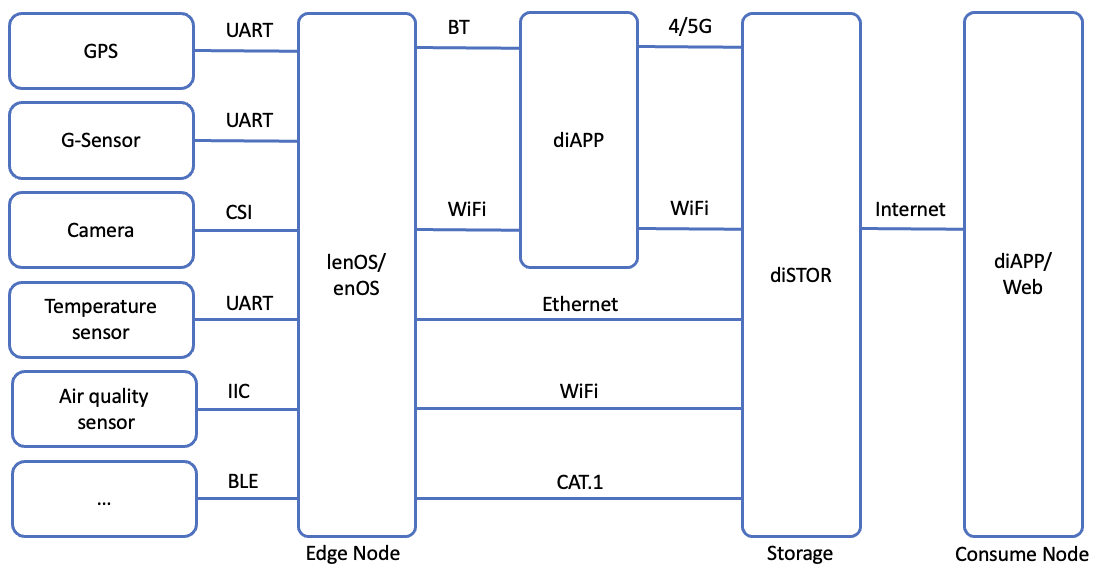 GPS
UART
G-Sensor
UART
Camera
CSI
Temperature
sensor
UART
Air quality
sensor
IIC
...
BLE
lenOS/
enOS
Edge Node
BT
WiFi
diAPP
4/5G
WiFi
Ethernet
WiFi
CAT.1
diSTOR
Storage
Internet
diAPP/
Web
Consume Node